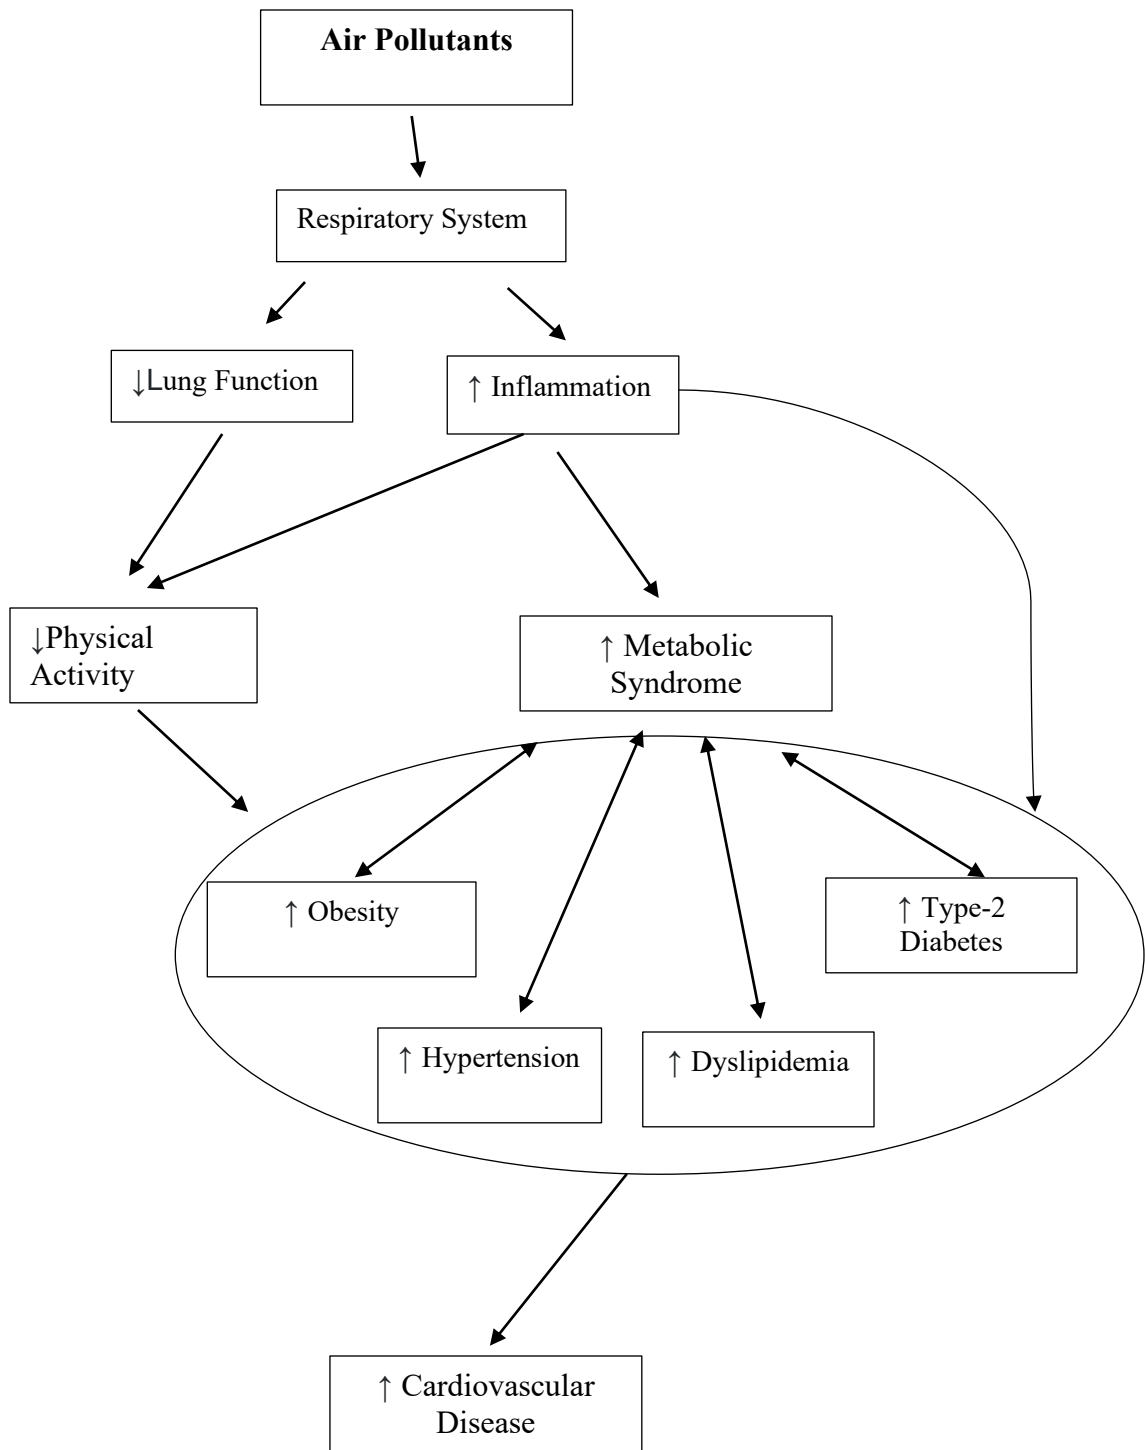 Air Pollutants
Respiratory System
↓Lung Function
↑ Inflammation
↓Physical
Activity
↑ Metabolic
Syndrome
↑ Obesity
↑ Type-2
Diabetes
↑ Hypertension
↑ Dyslipidemia
↑ Cardiovascular
Disease